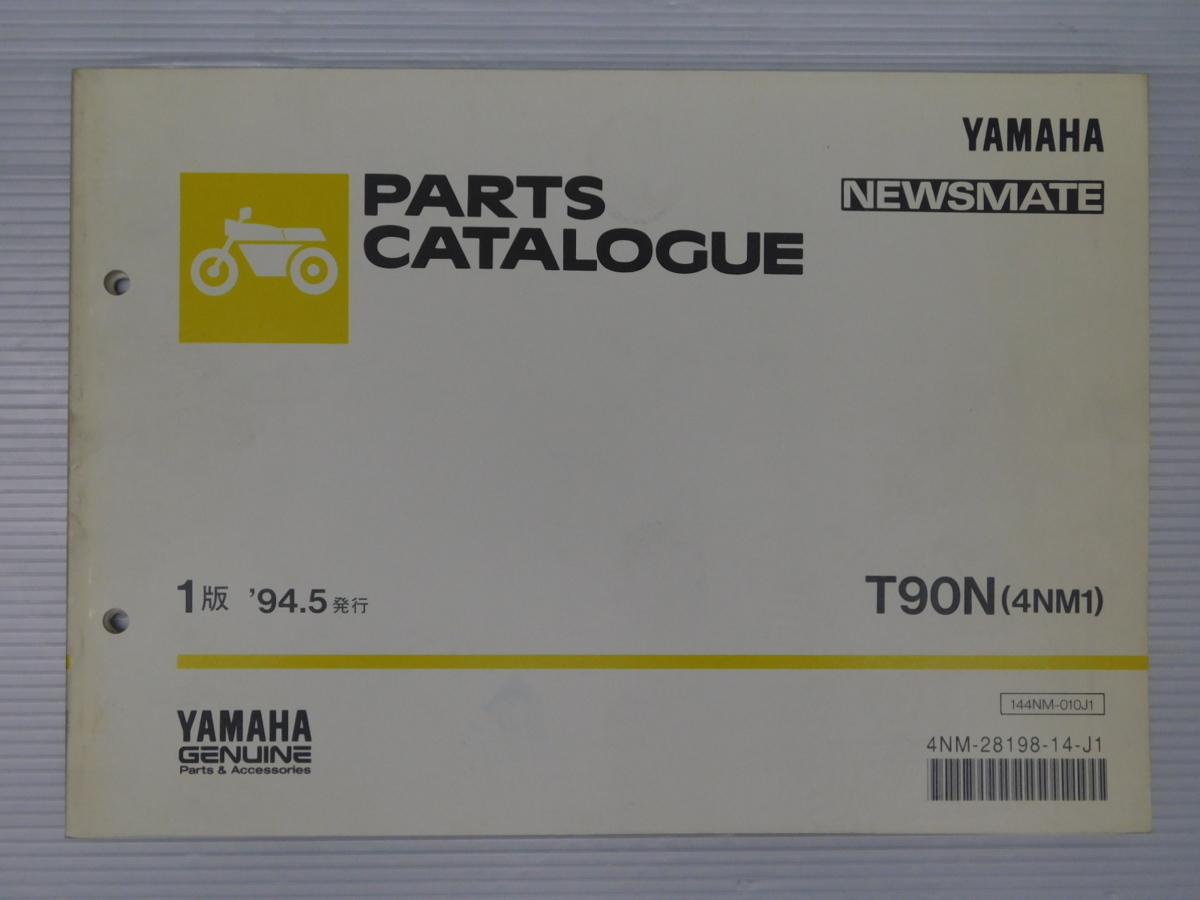 YAMAHA
NEWSMATE
PARTS
CATALOGUE
1版 '94.5発行
T90N(4NM1)
144NM-010J1
4NM-28198-14-J1
YAMAHA
GENUINE
Parts & Accessories